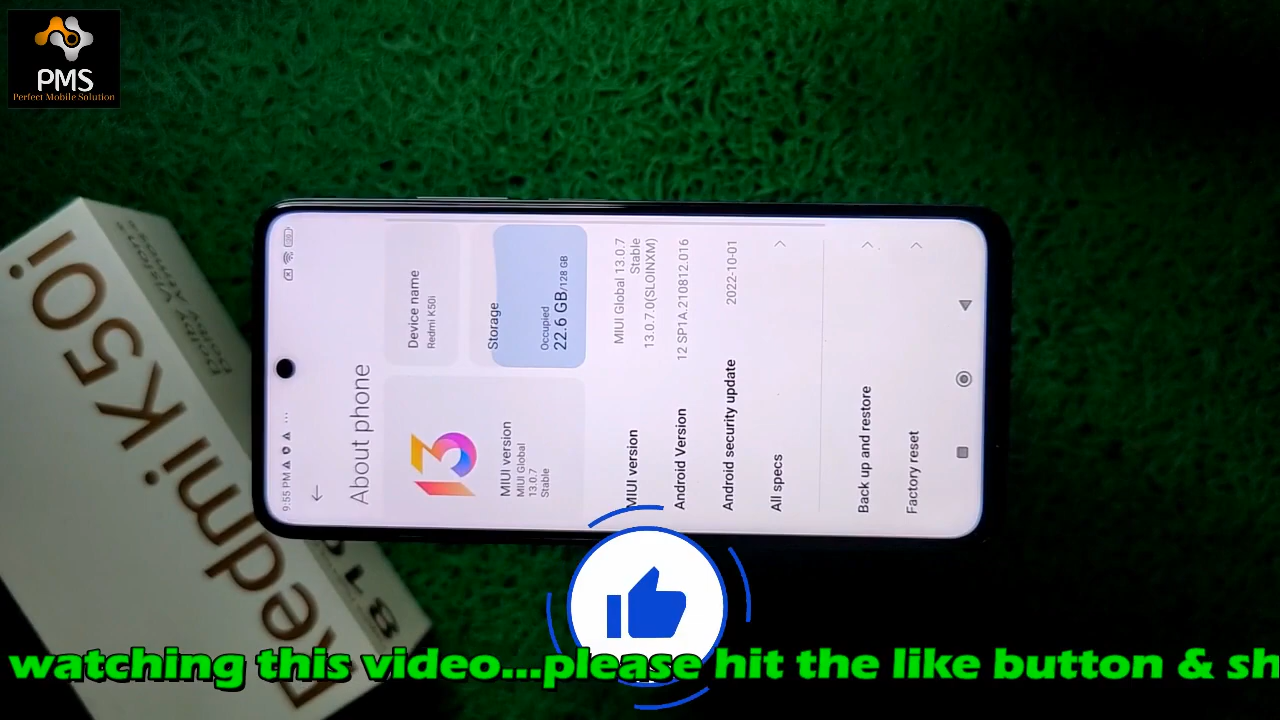 PMS
Perfect Mobile Solution
Redmi K50i
Dolby Vision®
9:55 PM
About phone
MIUI version
MIUI Global
13.0.7
Stable
Device name
Redmi K50i
Storage
Occupied
22.6 GB/128 GB
MIUI version
MIUI Global 13.0.7
Stable
13.0.7.0(SLOINXM)
Android Version
12 SP1A.210812.016
Android security update
2022-10-01
All specs
Back up and restore
Factory reset
watching this video...please hit the like button & sh